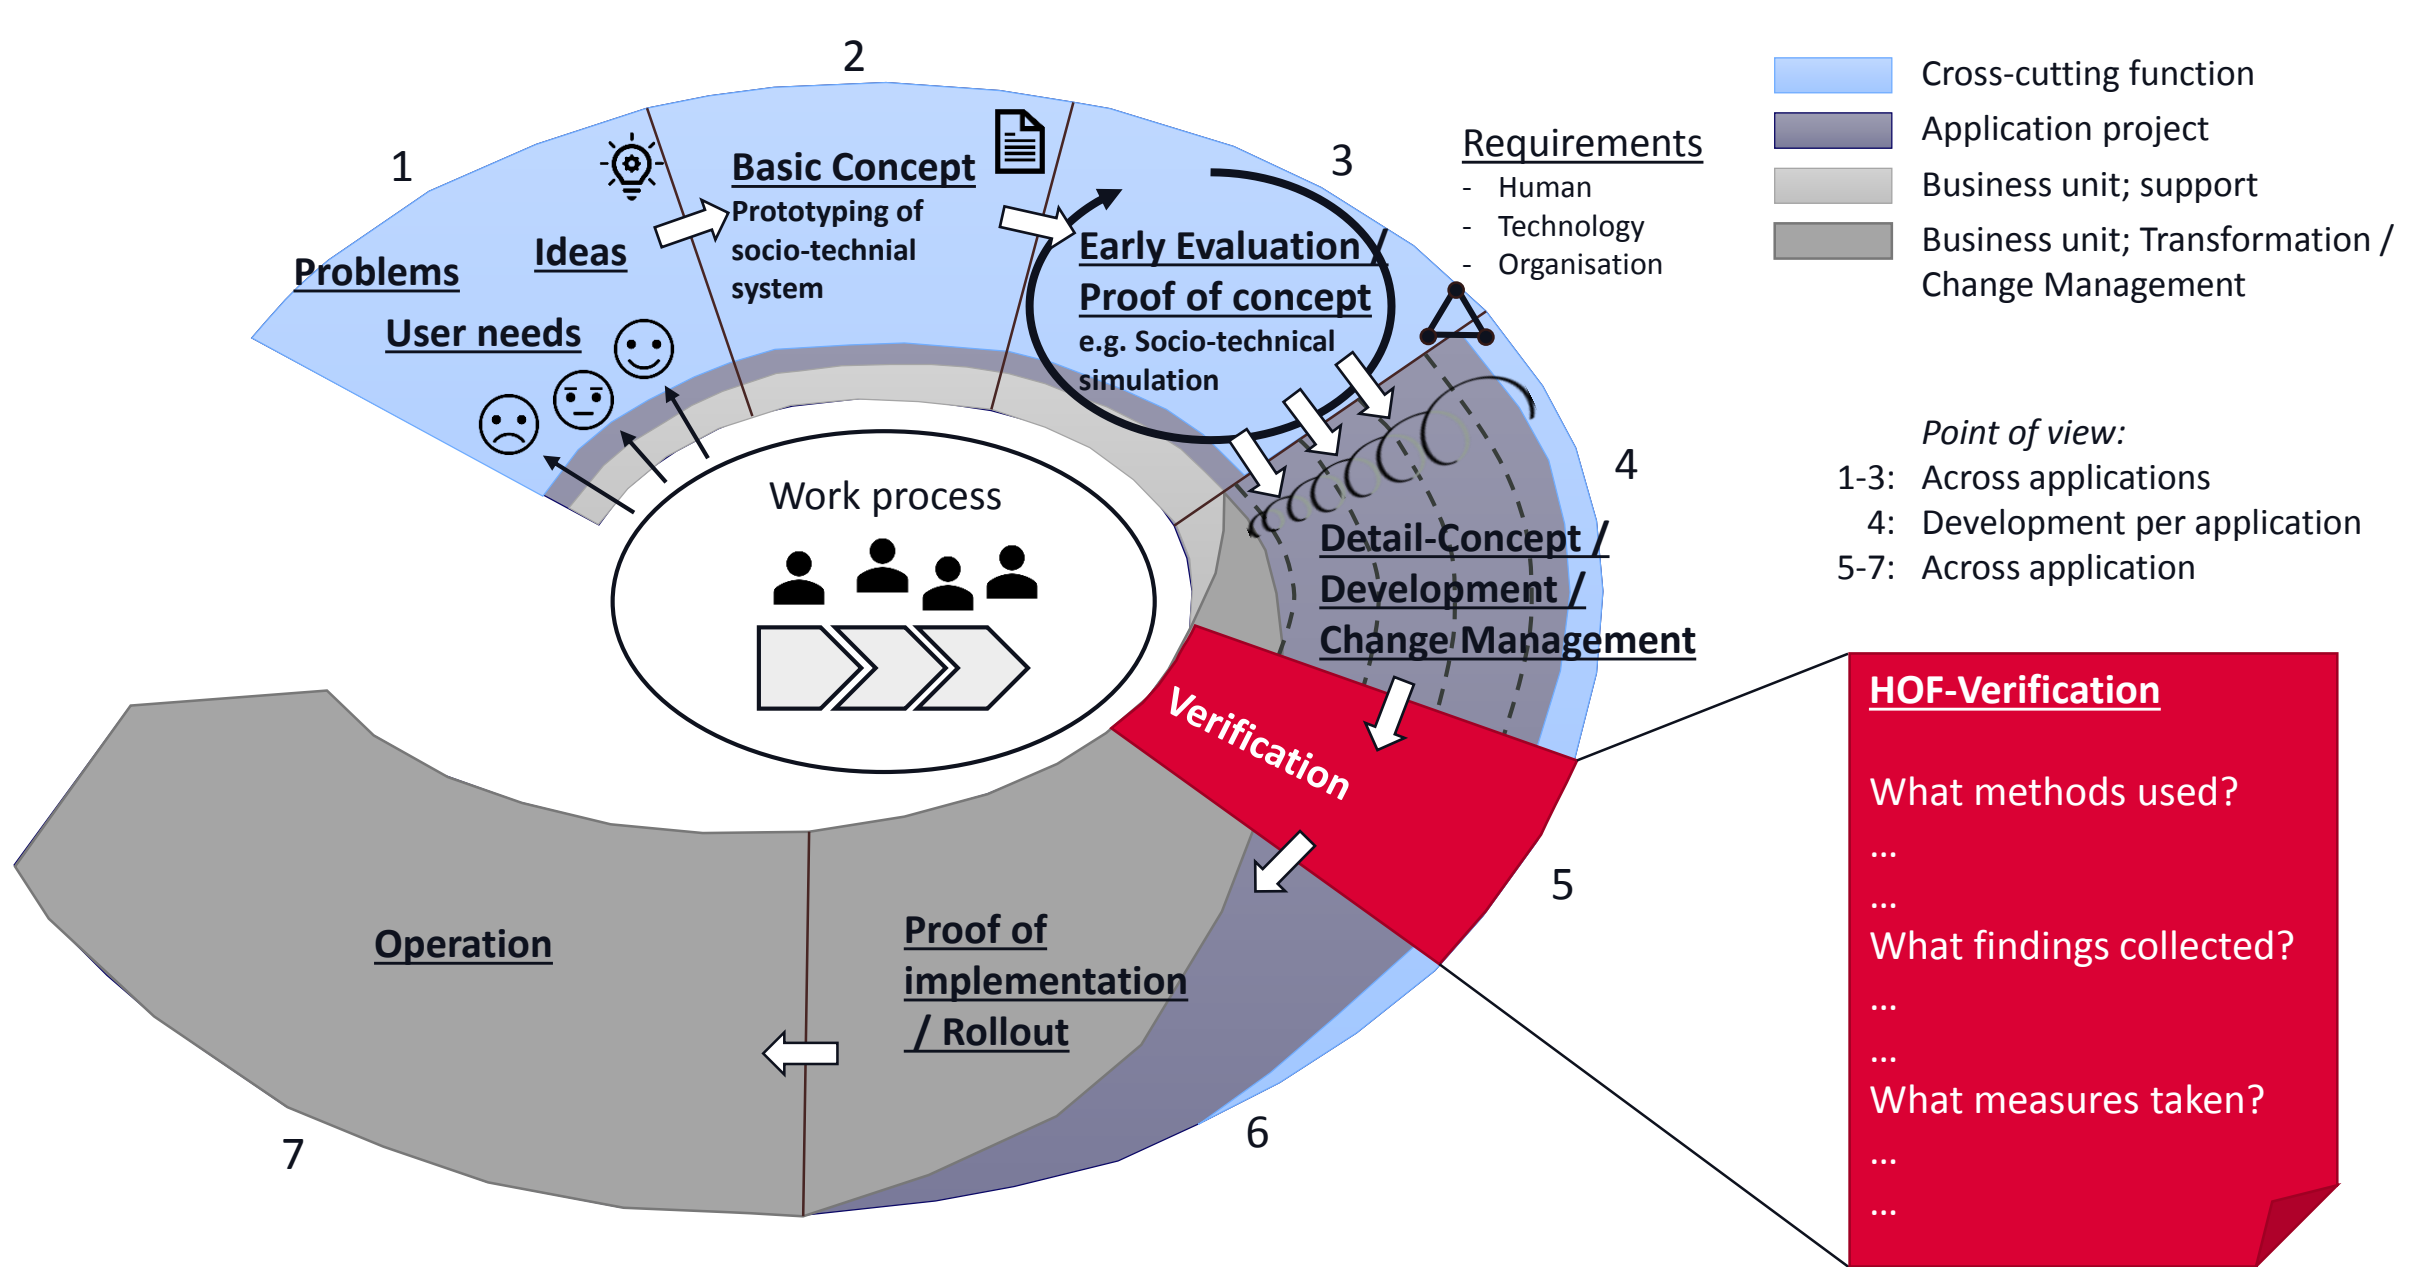 1
2
3
Problems
Ideas
User needs
Basic Concept
Prototyping of
socio-technial
system
Early Evaluation /
Proof of concept
e.g. Socio-technical
simulation
Requirements
- Human
- Technology
- Organisation
Cross-cutting function
Application project
Business unit; support
Business unit; Transformation /
Change Management
Point of view:
1-3: Across applications
4: Development per application
5-7: Across application
4
Detail-Concept /
Development /
Change Management
Work process
Verification
5
HOF-Verification
What methods used?
...
...
What findings collected?
...
...
What measures taken?
...
...
Proof of
implementation
/ Rollout
6
Operation
7